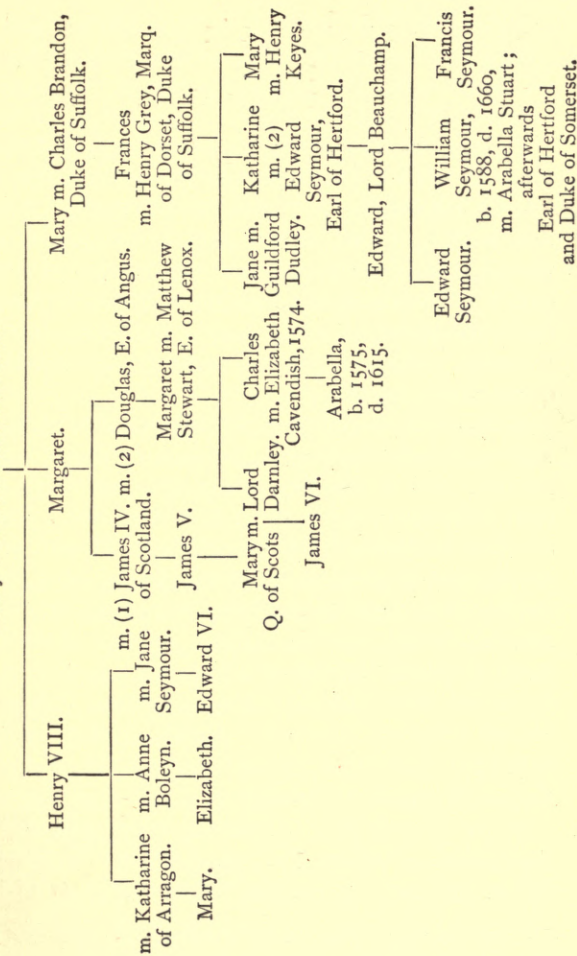 Henry VIII.
Margaret.
Mary m. Charles Brandon,
Duke of Suffolk.
m. Katharine
of Arragon.
m. Anne
Boleyn.
m. Jane
Seymour.
m. (1) James IV.
of Scotland.
m. (2) Douglas, E. of Angus.
Frances
m. Henry Grey, Marq.
of Dorset, Duke
of Suffolk.
Mary.
Elizabeth.
Edward VI.
James V.
Margaret m. Matthew
Stewart, E. of Lenox.
Jane m.
Guildford
Dudley.
Katharine
m. (2)
Edward
Seymour,
Earl of Hertford.
Mary
m. Henry
Keyes.
Mary m. Lord
Q. of Scots Darnley.
Charles
m. Elizabeth
Cavendish, 1574.
Edward, Lord Beauchamp.
James VI.
Arabella,
b. 1575,
d. 1615.
Edward
Seymour.
William
Seymour,
b. 1588, d. 1660,
m. Arabella Stuart;
afterwards
Earl of Hertford
and Duke of Somerset.
Francis
Seymour.